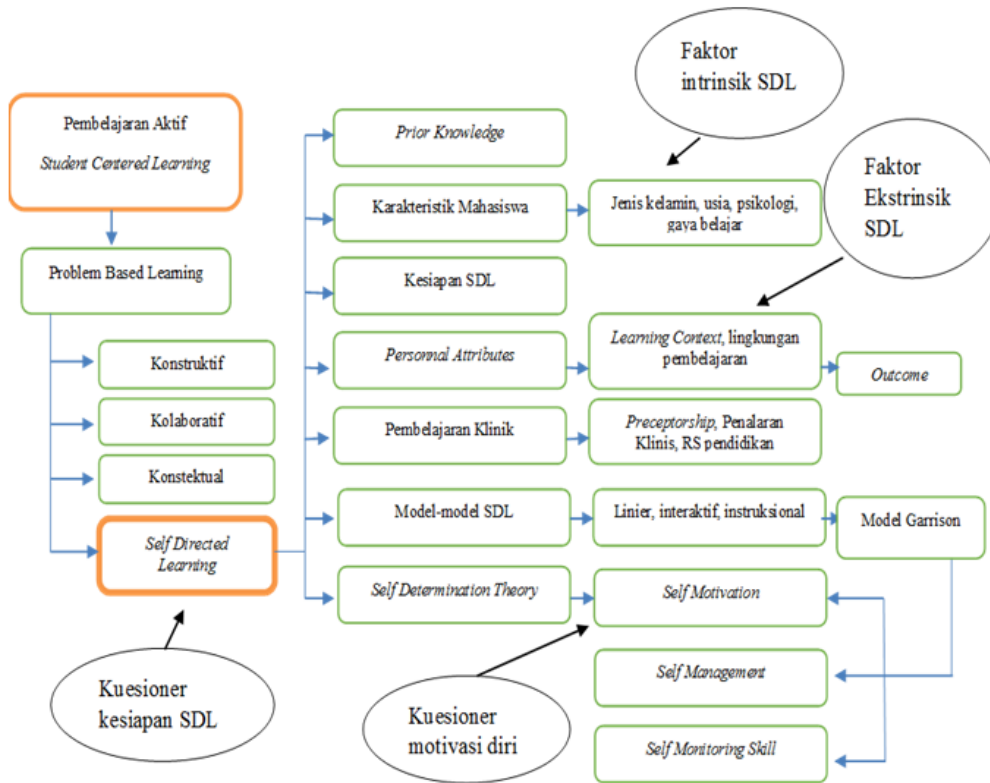 Faktor
intrinsik SDL
Pembelajaran Aktif
Student Centered Learning
Prior Knowledge
Faktor
Ekstrinsik
SDL
Karakteristik Mahasiswa
Jenis kelamin, usia, psikologi,
gaya belajar
Problem Based Learning
Kesiapan SDL
Konstruktif
Personnal Attributes
Learning Context, lingkungan
pembelajaran
Outcome
Kolaboratif
Pembelajaran Klinik
Preceptorship, Penalaran
Klinis, RS pendidikan
Konstektual
Model-model SDL
Linier, interaktif, instruksional
Model Garrison
Self Directed
Learning
Self Determination Theory
Self Motivation
Kuesioner
kesiapan SDL
Kuesioner
motivasi diri
Self Management
Self Monitoring Skill